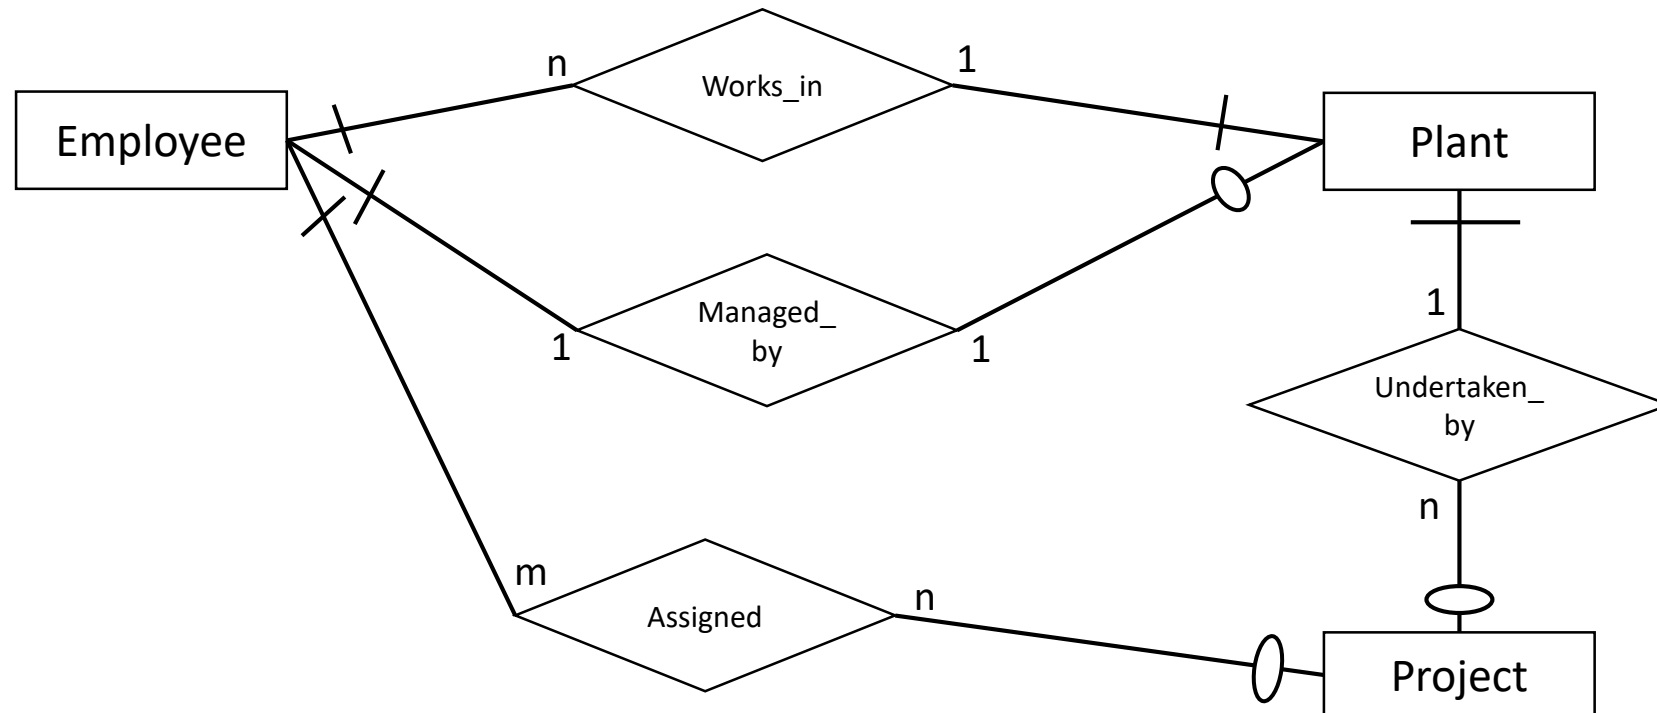 n
Works_in
1
Employee
Plant
Managed_
by
1
1
1
Undertaken_
by
n
m
Assigned
n
Project